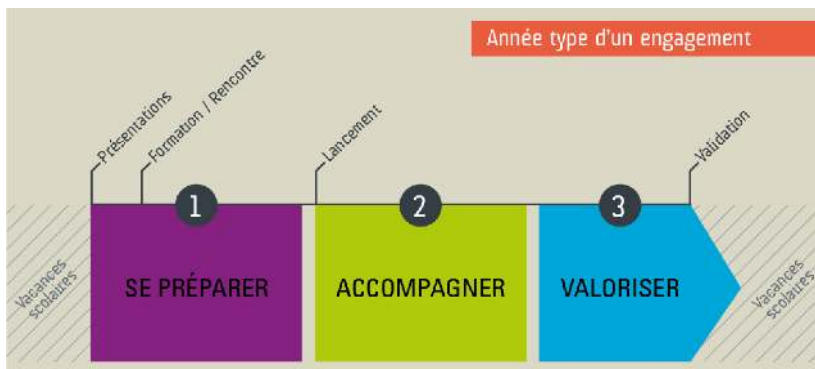 Année type d'un engagement
Présentations
Formation / Rencontre
Lancement
Validation
1
2
3
Vacances
scolaires
SE PRÉPARER
ACCOMPAGNER
VALORISER
Vacances
scolaires